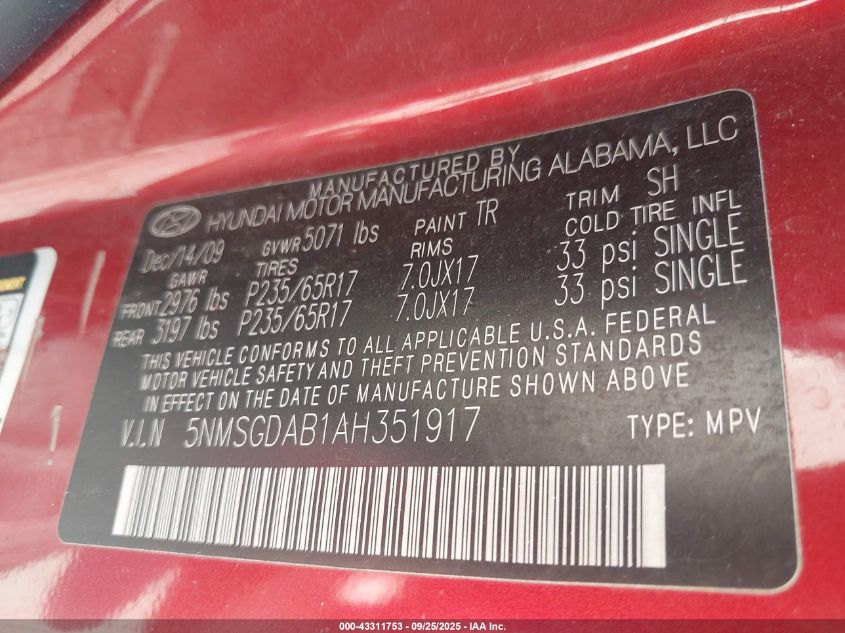 MANUFACTURED BY
HYUNDAI MOTOR MANUFACTURING ALABAMA, LLC
Dec/14/09 GVWR 5071 lbs PAINT TR TRIM SH
GAWR TIRES RIMS COLD TIRE INFL
FRONT 2976 lbs P235/65R17 7.0JX17 33 psi SINGLE
REAR 3197 lbs P235/65R17 7.0JX17 33 psi SINGLE
THIS VEHICLE CONFORMS TO ALL APPLICABLE U.S.A. FEDERAL
MOTOR VEHICLE SAFETY AND THEFT PREVENTION STANDARDS
IN EFFECT ON THE DATE OF MANUFACTURE SHOWN ABOVE.
V.I.N 5NMSGDAB1AH351917 TYPE: MPV
000-43311753 - 09/25/2025 - IAA Inc.